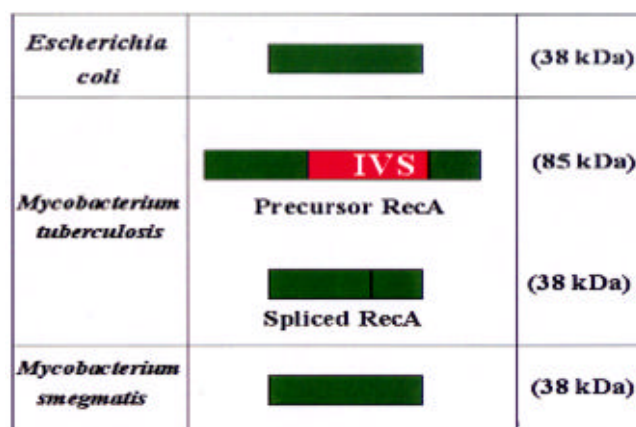 Escherichia
coli
(38 kDa)
Mycobacterium
tuberculosis
IVS
(85 kDa)
Precursor RecA
(38 kDa)
Spliced RecA
Mycobacterium
smegmatis
(38 kDa)